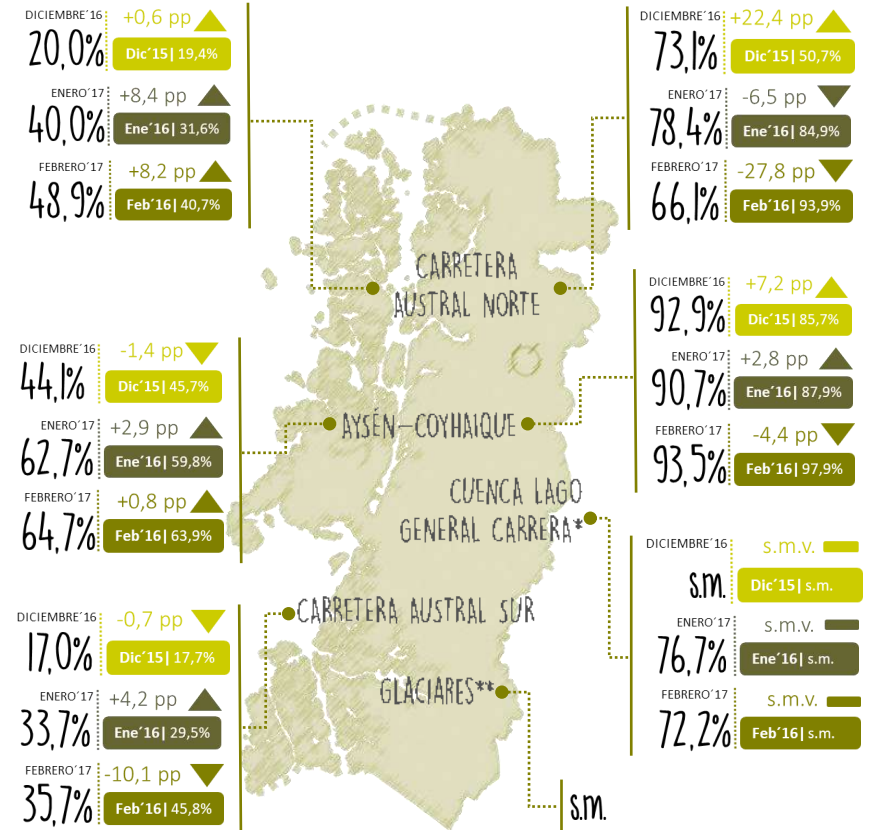 DICIEMBRE´16
+0,6 pp
20,0%
Dic´15| 19,4%
ENERO´17
+8,4 pp
40,0%
Ene´16| 31,6%
FEBRERO´17
+8,2 pp
48,9%
Feb´16| 40,7%
DICIEMBRE´16
+22,4 pp
73,1%
Dic´15| 50,7%
ENERO´17
-6,5 pp
78,4%
Ene´16| 84,9%
FEBRERO´17
-27,8 pp
66,1%
Feb´16| 93,9%
CARRETERA
AUSTRAL NORTE
DICIEMBRE´16
+7,2 pp
92,9%
Dic´15| 85,7%
ENERO´17
+2,8 pp
90,7%
Ene´16| 87,9%
FEBRERO´17
-4,4 pp
93,5%
Feb´16| 97,9%
DICIEMBRE´16
-1,4 pp
44,1%
Dic´15| 45,7%
ENERO´17
+2,9 pp
62,7%
Ene´16| 59,8%
FEBRERO´17
+0,8 pp
64,7%
Feb´16| 63,9%
AYSÉN–COYHAIQUE
CUENCA LAGO
GENERAL CARRERA*
DICIEMBRE´16
s.m.v.
s.m.
Dic´15| s.m.
ENERO´17
s.m.v.
76,7%
Ene´16| s.m.
FEBRERO´17
s.m.v.
72,2%
Feb´16| s.m.
CARRETERA AUSTRAL SUR
DICIEMBRE´16
-0,7 pp
17,0%
Dic´15| 17,7%
ENERO´17
+4,2 pp
33,7%
Ene´16| 29,5%
FEBRERO´17
-10,1 pp
35,7%
Feb´16| 45,8%
GLACIARES**
s.m.